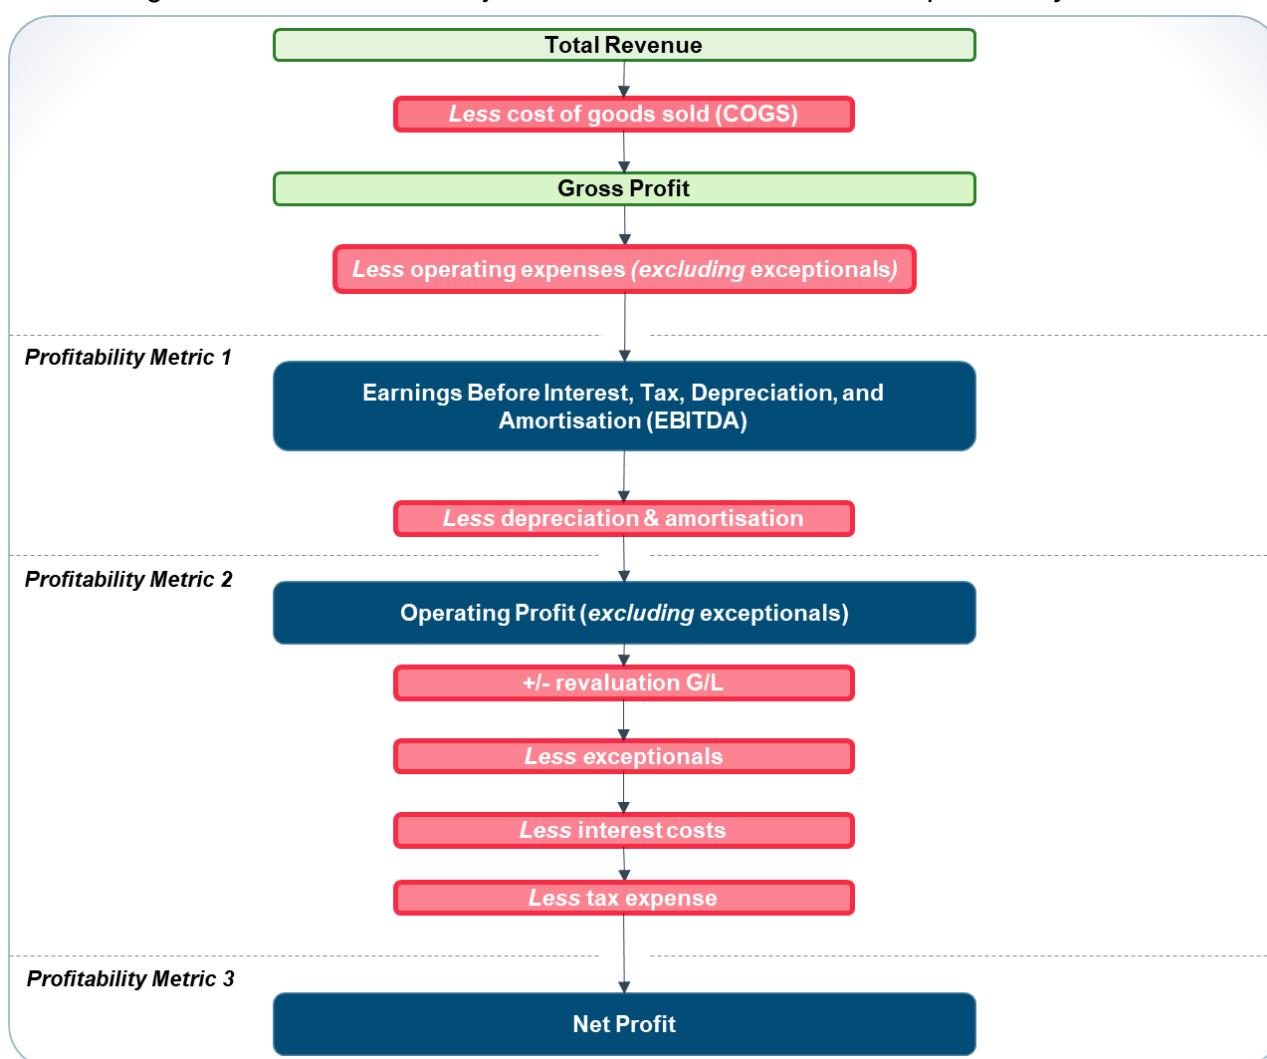 Total Revenue
Less cost of goods sold (COGS)
Gross Profit
Less operating expenses (excluding exceptionals)
Profitability Metric 1
Earnings Before Interest, Tax, Depreciation, and
Amortisation (EBITDA)
Less depreciation & amortisation
Profitability Metric 2
Operating Profit (excluding exceptionals)
+/- revaluation G/L
Less exceptionals
Less interest costs
Less tax expense
Profitability Metric 3
Net Profit